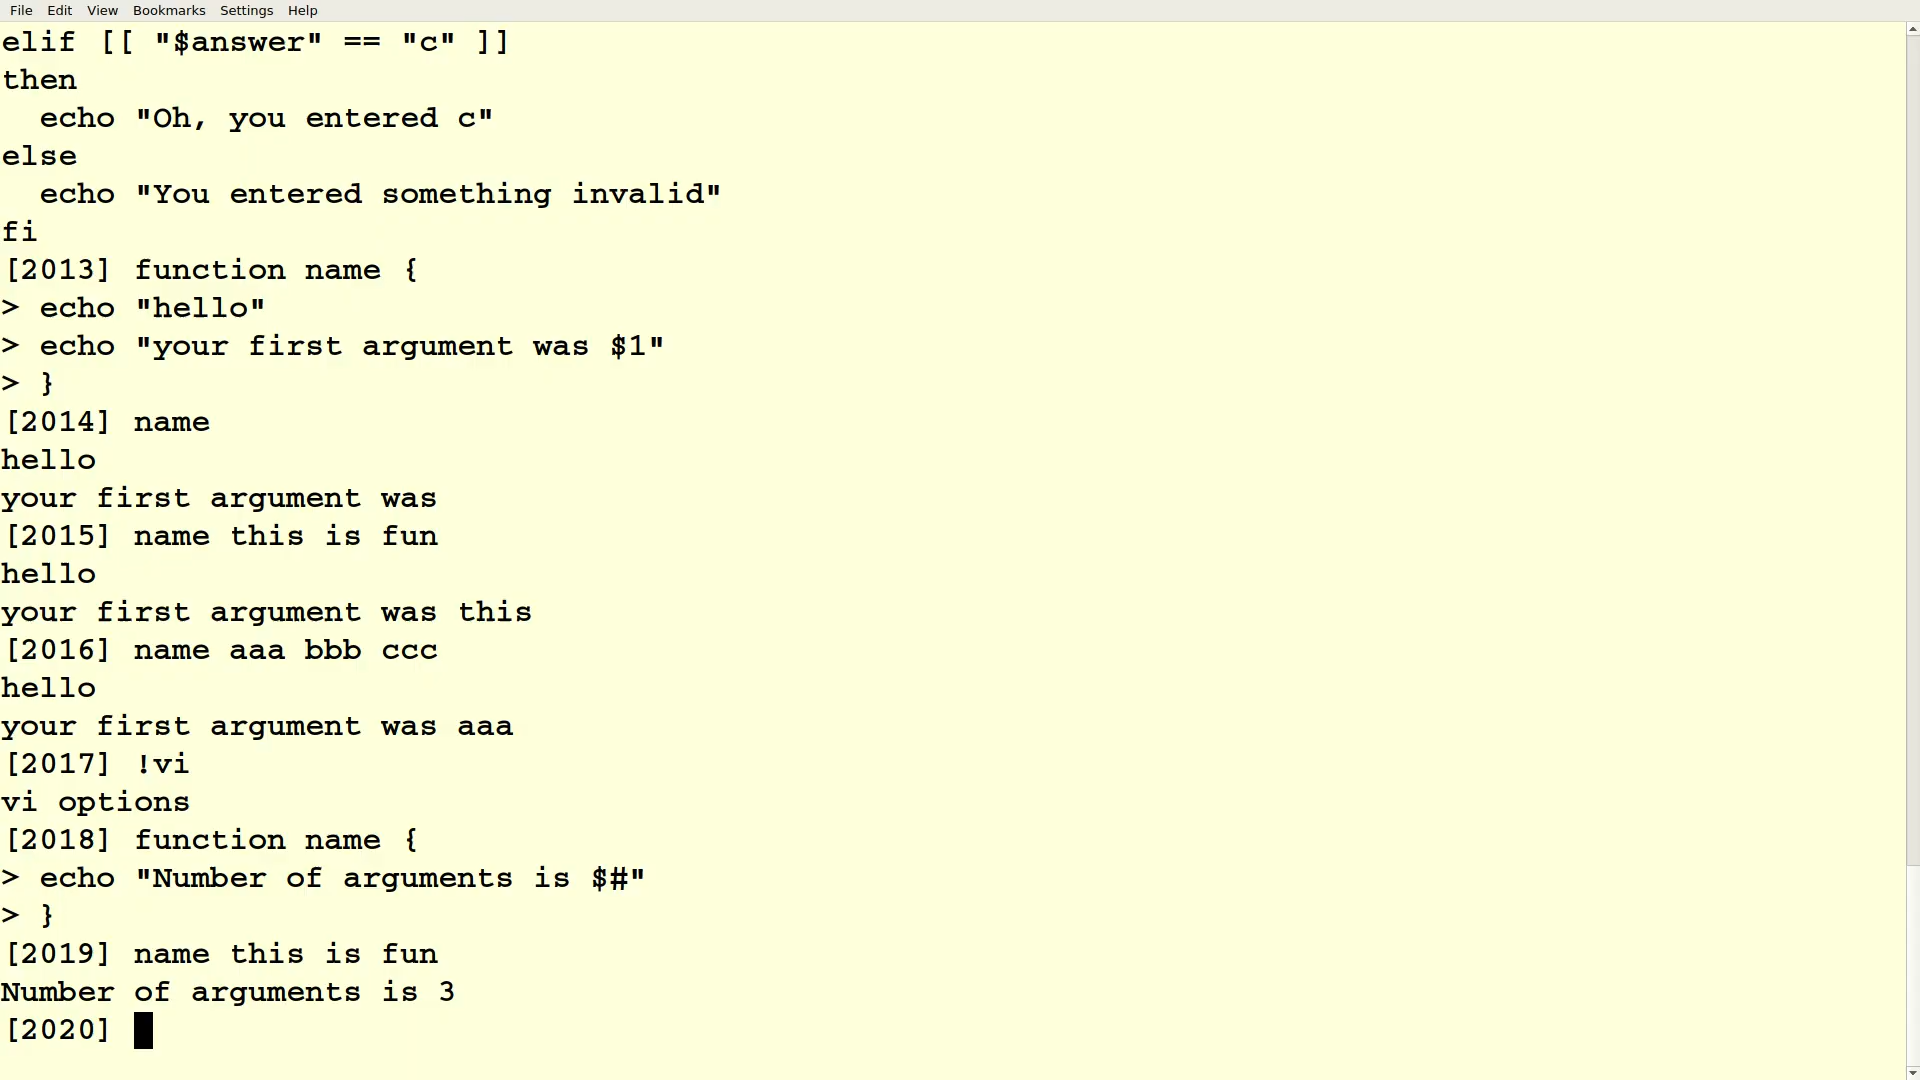 File Edit View Bookmarks Settings Help
elif [[ "$answer" == "c" ]]
then
  echo "Oh, you entered c"
else
  echo "You entered something invalid"
fi
[2013] function name {
> echo "hello"
> echo "your first argument was $1"
> }
[2014] name
hello
your first argument was
[2015] name this is fun
hello
your first argument was this
[2016] name aaa bbb ccc
hello
your first argument was aaa
[2017] !vi
vi options
[2018] function name {
> echo "Number of arguments is $#"
> }
[2019] name this is fun
Number of arguments is 3
[2020]